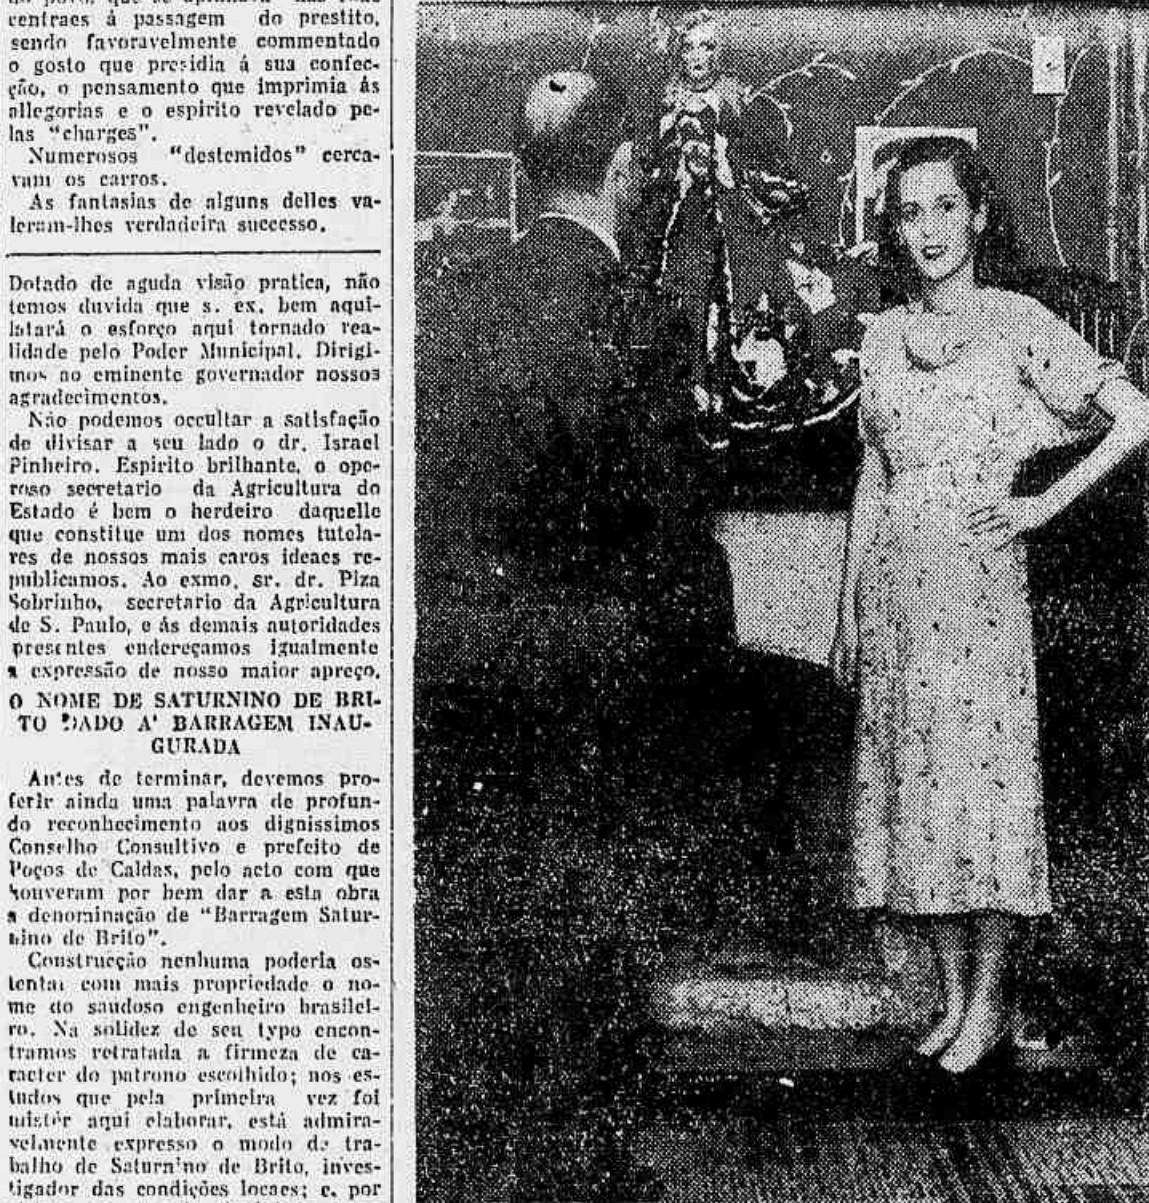 centraes á passagem do prestito,
sendo favoravelmente commentado
o gosto que presidia á sua confec-
ção, o pensamento que imprimia ás
allegorias e o espirito revelado pe-
las "charges".
Numerosos "destemidos" cerca-
vam os carros.
As fantasias de alguns delles va-
leram-lhes verdadeira successo.
Dotado de aguda visão pratica, não
temos duvida que s. ex. bem aqui-
latará o esforço aqui tornado rea-
lidade pelo Poder Municipal. Dirigi-
mos ao eminente governador nossos
agradecimentos.
Não podemos occultar a satisfação
de divisar a seu lado o dr. Israel
Pinheiro. Espirito brilhante, o ope-
roso secretario da Agricultura do
Estado é bem o herdeiro daquelle
que constitue um dos nomes tutela-
res de nossos mais caros ideaes re-
publicamos. Ao exmo. sr. dr. Piza
Sobrinho, secretario da Agricultura
de S. Paulo, e ás demais autoridades
presentes endereçamos igualmente
a expressão de nosso maior apreço.
O NOME DE SATURNINO DE BRI-
TO DADO A' BARRAGEM INAU-
GURADA
Antes de terminar, devemos pro-
ferir ainda uma palavra de profun-
do reconhecimento aos dignissimos
Conselho Consultivo e prefeito de
Poços de Caldas, pelo acto com que
houveram por bem dar a esta obra
a denominação de "Barragem Satur-
nino de Brito".
Construcção nenhuma poderia os-
tentar com mais propriedade o no-
me do saudoso engenheiro brasilei-
ro. Na solidez de seu typo encon-
tramos retratada a firmeza de ca-
racter do patrono escolhido; nos es-
tudos que pela primeira vez foi
mistér aqui elaborar, está admira-
velmente expresso o modo de tra-
balho de Saturnino de Brito, inves-
tigador das condições locaes; e, por